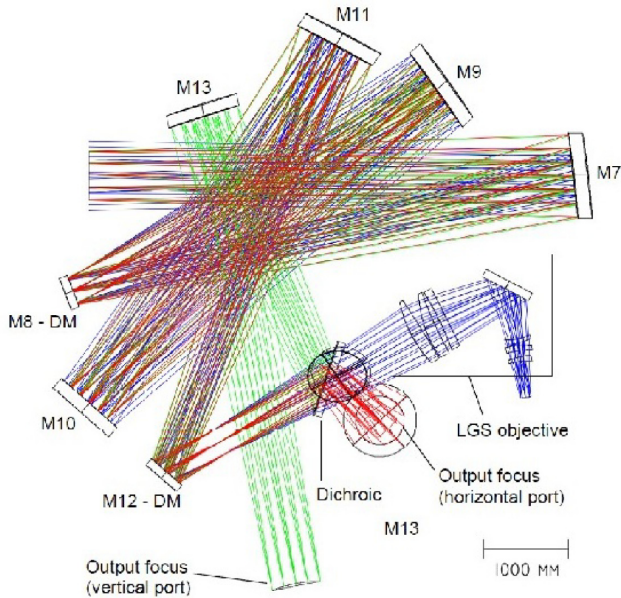 M11
M9
M13
M7
M8 - DM
M10
M12 - DM
Dichroic
LGS objective
Output focus
(horizontal port)
M13
Output focus
(vertical port)
1000 MM